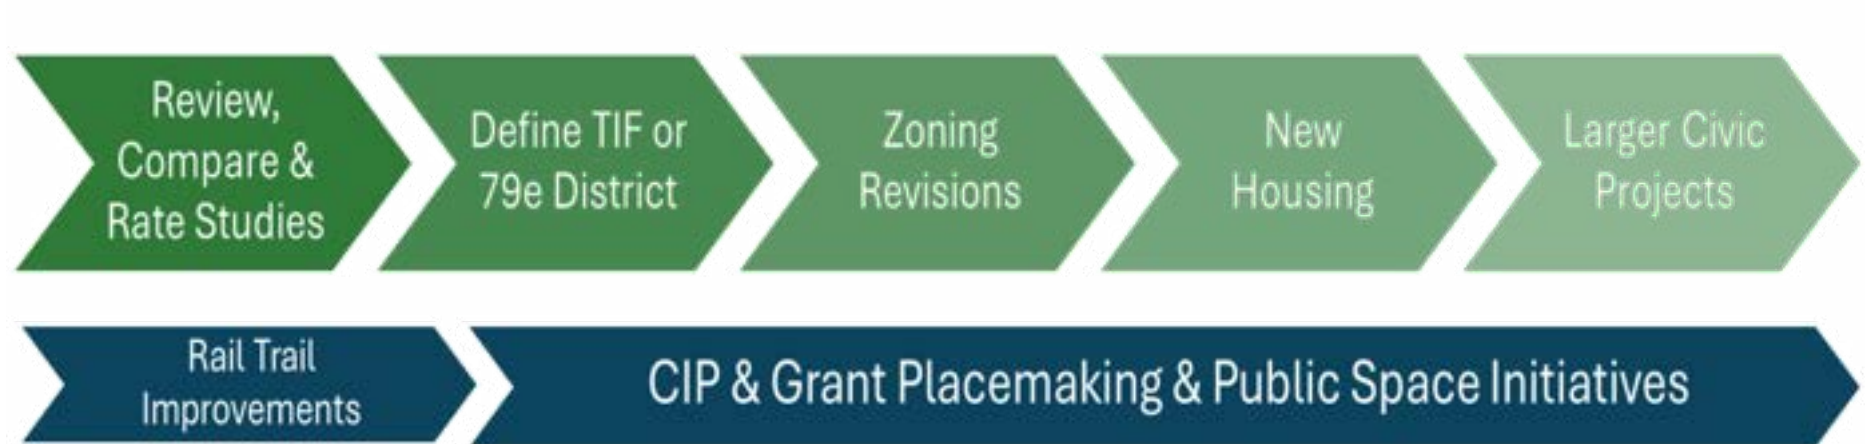 Review,
Compare &
Rate Studies
Define TIF or
79e District
Zoning
Revisions
New
Housing
Larger Civic
Projects
Rail Trail
Improvements
CIP & Grant Placemaking & Public Space Initiatives